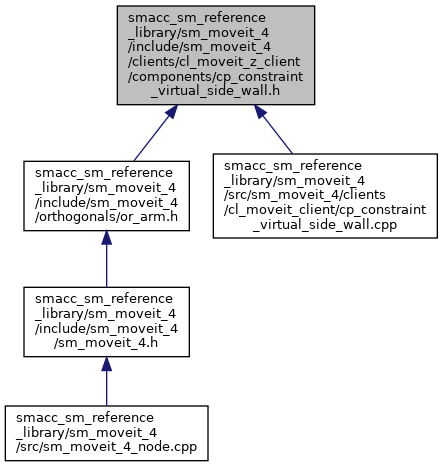 smacc_sm_reference
_library/sm_moveit_4
/include/sm_moveit_4
/clients/cl_moveit_z_client
/components/cp_constraint
_virtual_side_wall.h
smacc_sm_reference
_library/sm_moveit_4
/include/sm_moveit_4
/orthogonals/or_arm.h
smacc_sm_reference
_library/sm_moveit_4
/src/sm_moveit_4/clients
/cl_moveit_client/cp_constraint
_virtual_side_wall.cpp
smacc_sm_reference
_library/sm_moveit_4
/include/sm_moveit_4
/sm_moveit_4.h
smacc_sm_reference
_library/sm_moveit_4
/src/sm_moveit_4_node.cpp